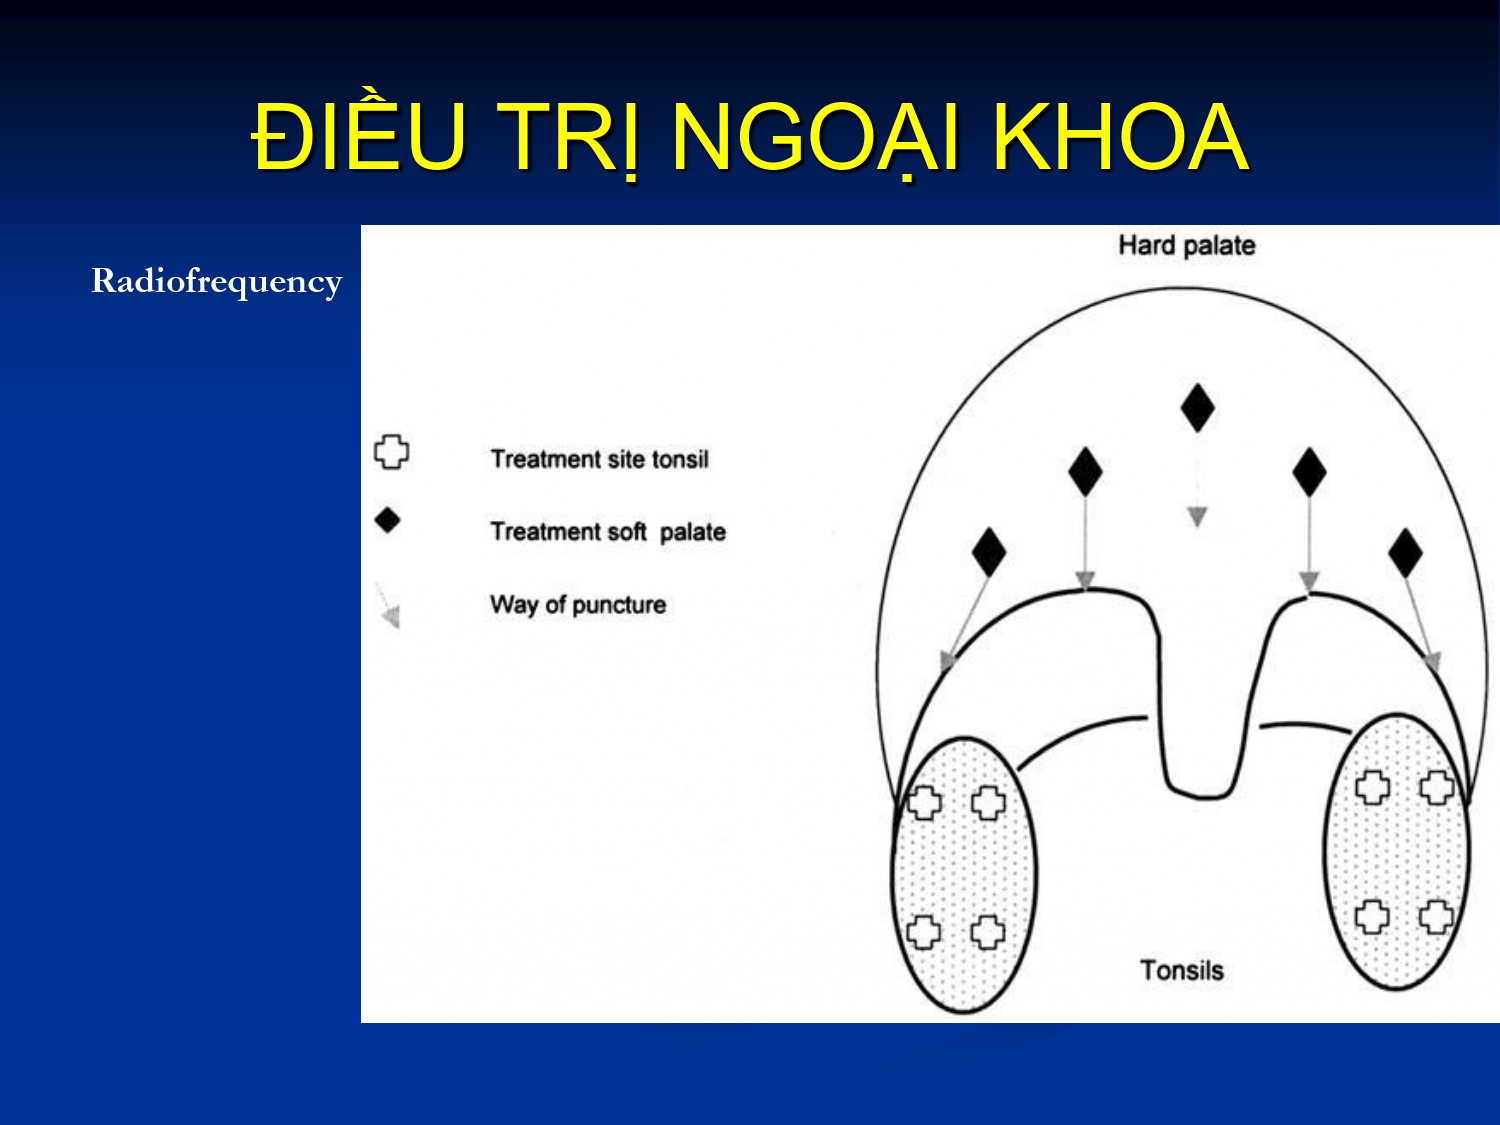 ĐIỀU TRỊ NGOẠI KHOA
Radiofrequency
Hard palate
Treatment site tonsil
Treatment soft palate
Way of puncture
Tonsils